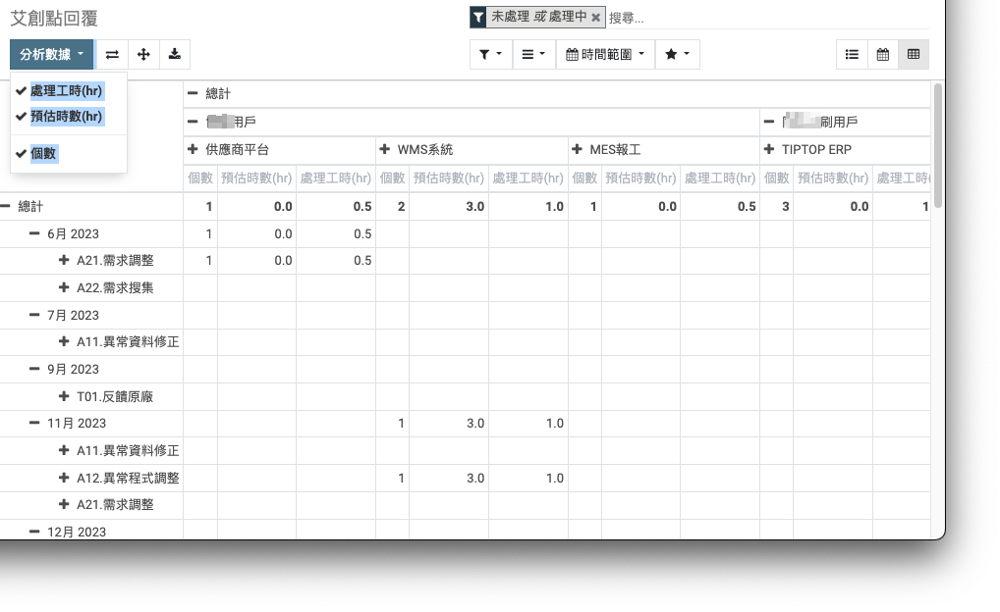 艾創點回覆
未處理 或 處理中 × 搜尋...
分析數據
時間範圍
處理工時(hr)
預估時數(hr)
個數
總計
用戶 刷用戶
供應商平台 WMS系統 MES報工 TIPTOP ERP
個數 預估時數(hr) 處理工時(hr) 個數 預估時數(hr) 處理工時(hr) 個數 預估時數(hr) 處理工時(hr) 個數 預估時數(hr) 處理工時(
總計 1 0.0 0.5 2 3.0 1.0 1 0.0 0.5 3 0.0 1
6月 2023 1 0.0 0.5
A21.需求調整 1 0.0 0.5
A22.需求搜集
7月 2023
A11.異常資料修正
9月 2023
T01.反饋原廠
11月 2023 1 3.0 1.0
A11.異常資料修正
A12.異常程式調整 1 3.0 1.0
A21.需求調整
12月 2023